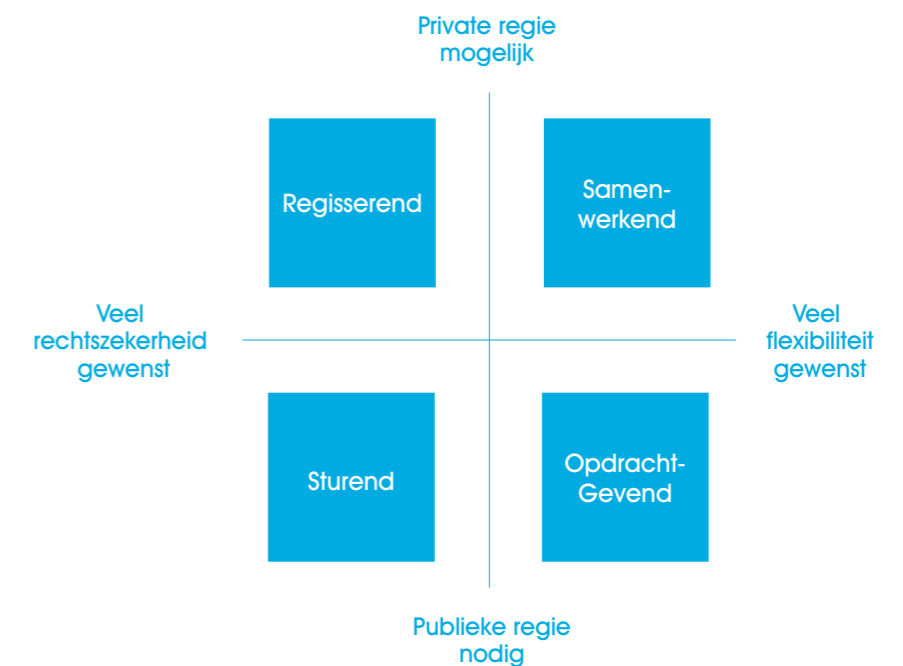 Private regie
mogelijk
Regisserend
Samen-
werkend
Veel
rechtszekerheid
gewenst
Veel
flexibiliteit
gewenst
Sturend
Opdracht-
Gevend
Publieke regie
nodig